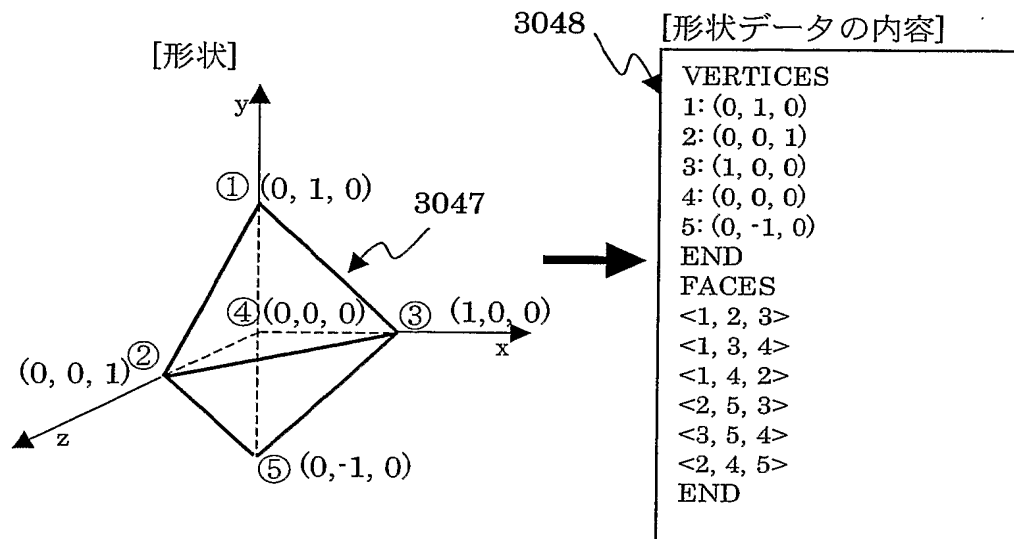 [形状]
y
① (0, 1, 0)
3047
④ (0,0, 0)
③ (1,0, 0)
x
②
(0, 0, 1)
z
⑤ (0,-1, 0)
3048
[形状データの内容]
VERTICES
1: (0, 1, 0)
2: (0, 0, 1)
3: (1, 0, 0)
4: (0, 0, 0)
5: (0, -1, 0)
END
FACES
<1, 2, 3>
<1, 3, 4>
<1, 4, 2>
<2, 5, 3>
<3, 5, 4>
<2, 4, 5>
END